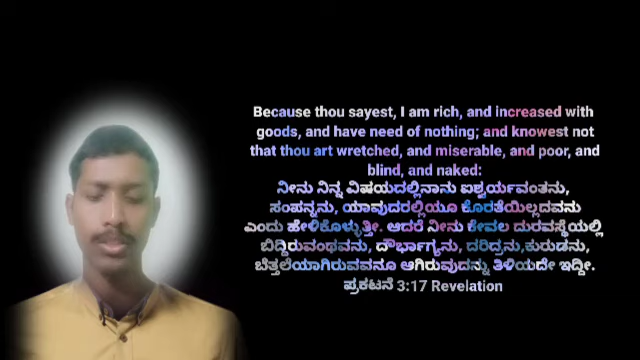 Because thou sayest, I am rich, and increased with
goods, and have need of nothing; and knowest not
that thou art wretched, and miserable, and poor, and
blind, and naked:
ನೀನು ನಿನ್ನ ವಿಷಯದಲ್ಲಿನಾನು ಐಶ್ವರ್ಯವಂತನು,
ಸಂಪನ್ನನು, ಯಾವುದರಲ್ಲಿಯೂ ಕೊರತೆಯಿಲ್ಲದವನು
ಎಂದು ಹೇಳಿಕೊಳ್ಳುತ್ತೀ. ಆದರೆ ನೀನು ಕೇವಲ ದುರವಸ್ಥೆಯಲ್ಲಿ
ಬಿದ್ದಿರುವಂಥವನು, ದೌರ್ಭಾಗ್ಯನು, ದರಿದ್ರನು,ಕುರುಡನು,
ಬೆತ್ತಲೆಯಾಗಿರುವವನೂ ಆಗಿರುವುದನ್ನು ತಿಳಿಯದೇ ಇದ್ದೀ.
ಪ್ರಕಟನೆ 3:17 Revelation